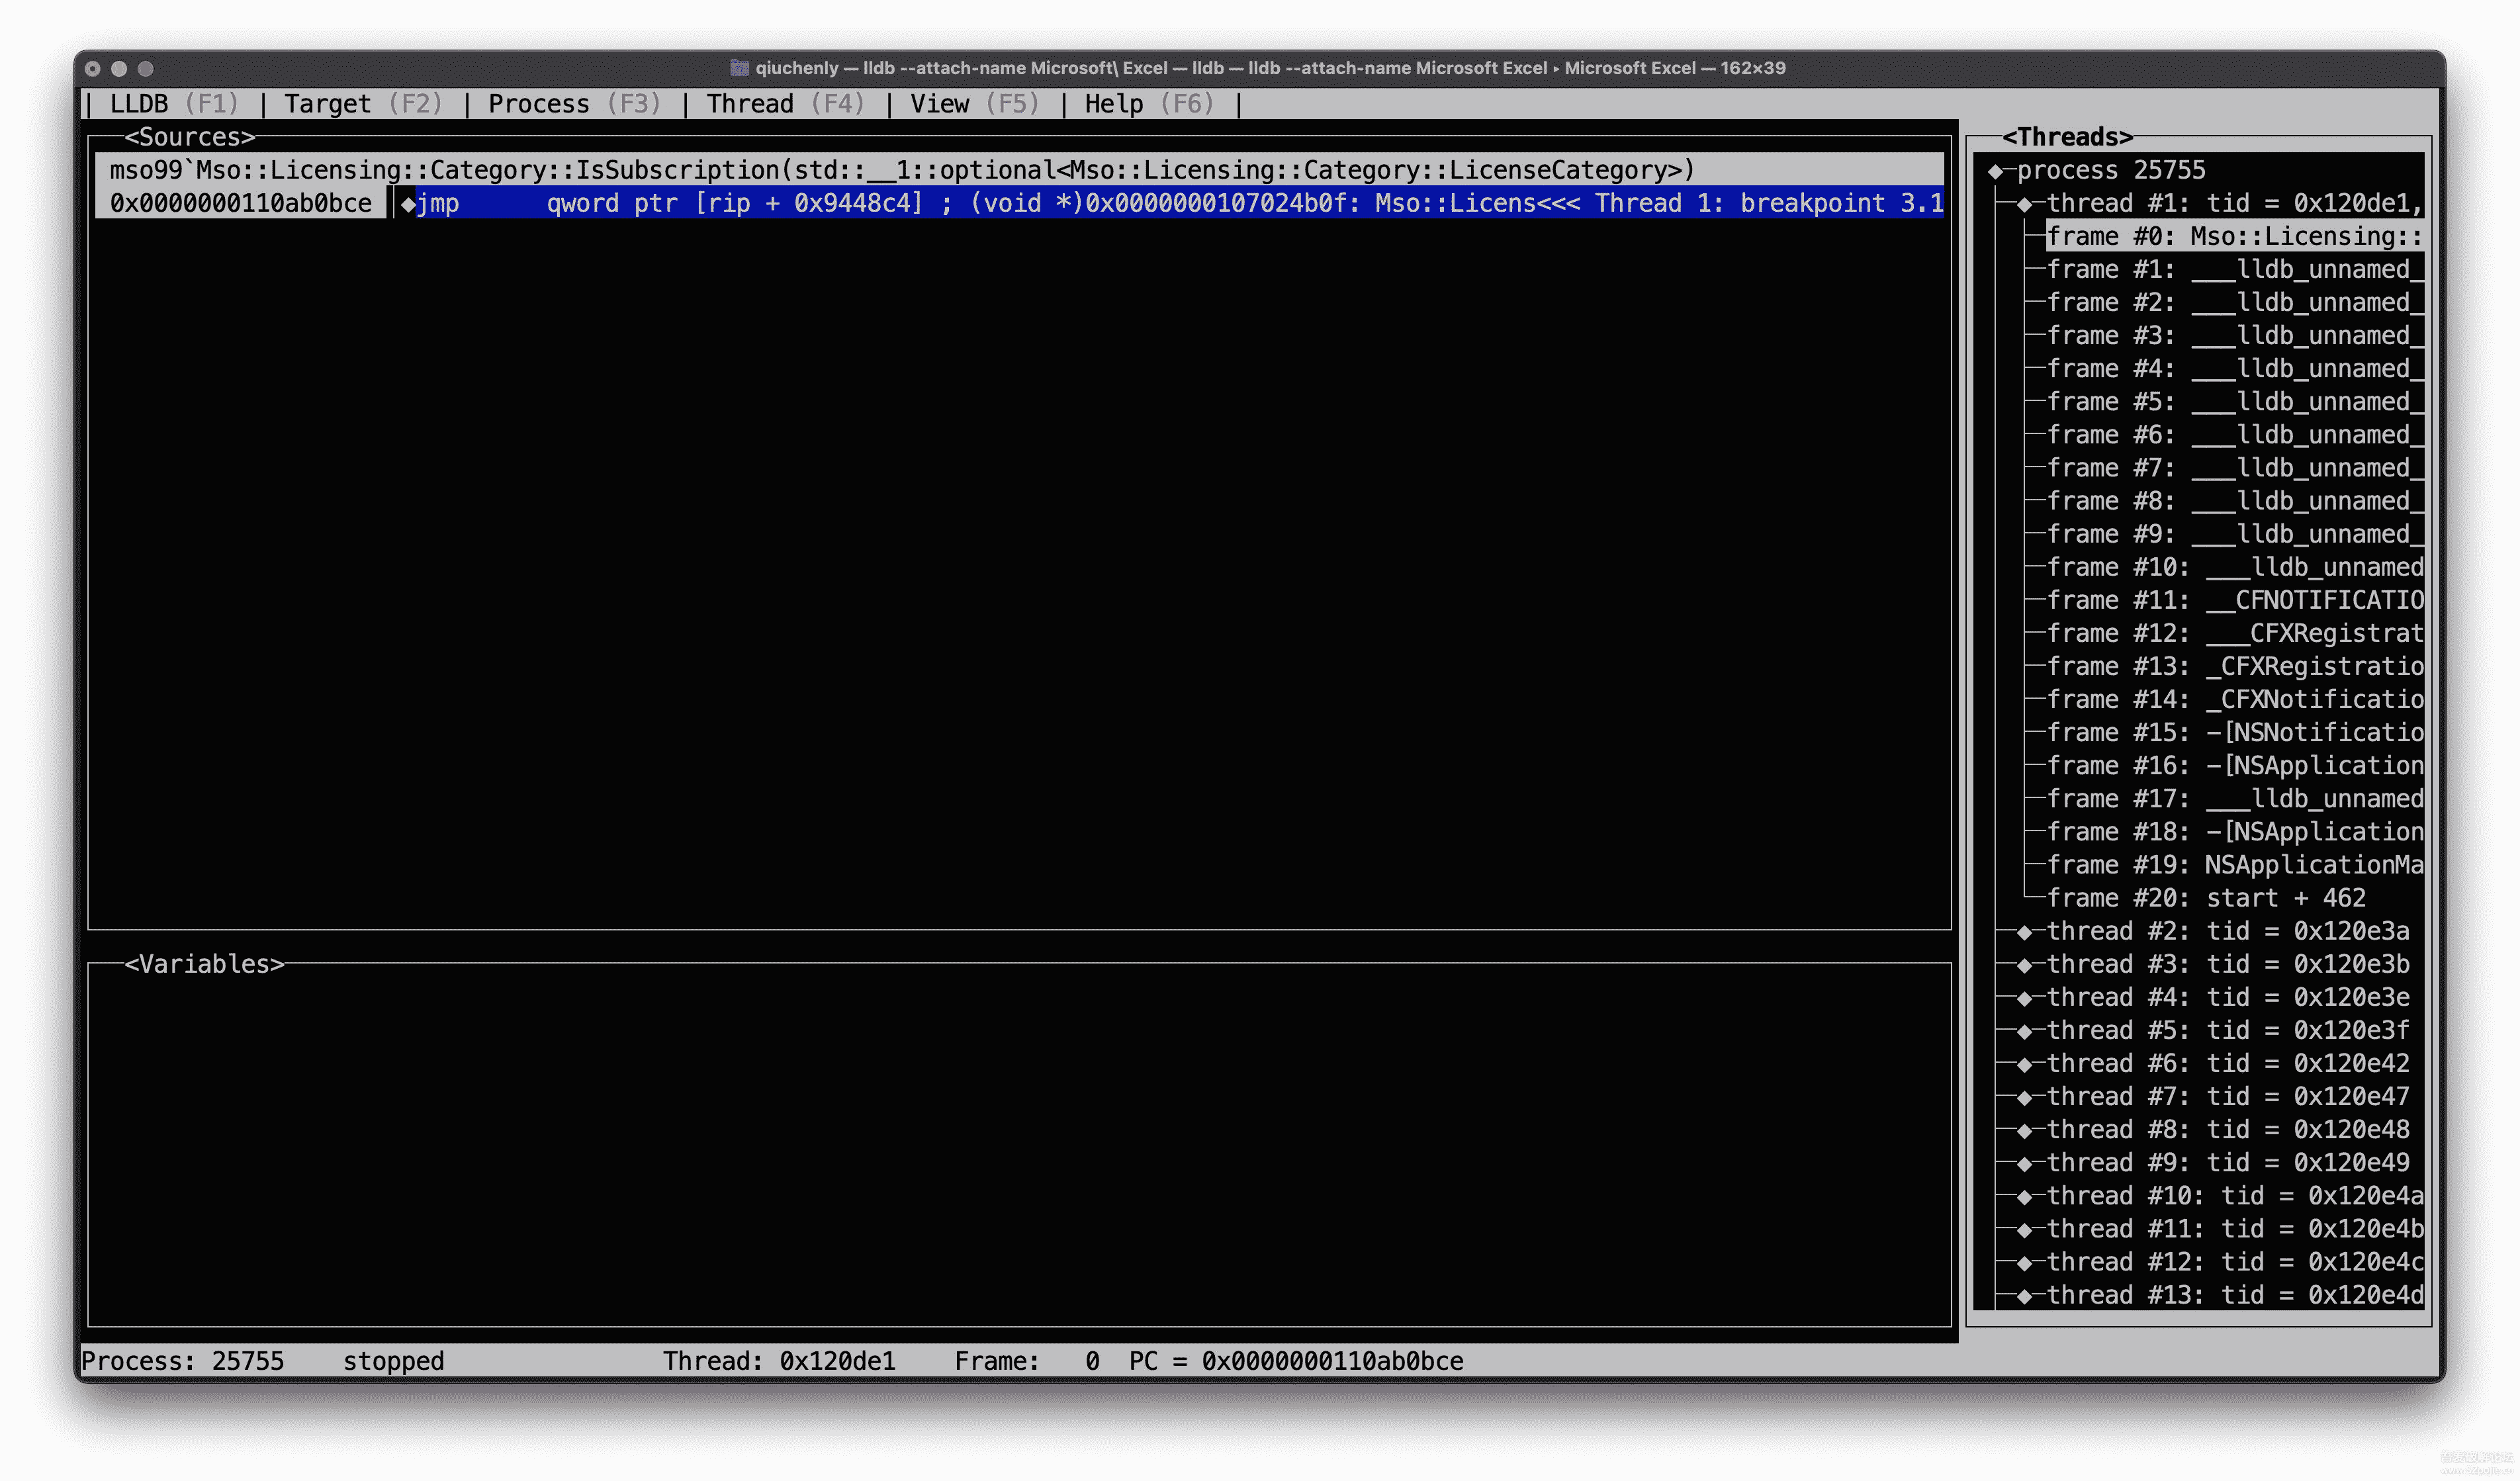 qiuchenly — lldb --attach-name Microsoft\ Excel — lldb — lldb --attach-name Microsoft Excel ▸ Microsoft Excel — 162×39
| LLDB (F1) | Target (F2) | Process (F3) | Thread (F4) | View (F5) | Help (F6) |
<Sources>
mso99`Mso::Licensing::Category::IsSubscription(std::__1::optional<Mso::Licensing::Category::LicenseCategory>)
0x0000000110ab0bce │◆jmp      qword ptr [rip + 0x9448c4] ; (void *)0x0000000107024b0f: Mso::Licens<<< Thread 1: breakpoint 3.1
<Variables>
<Threads>
◆─process 25755
◆─thread #1: tid = 0x120de1,
frame #0: Mso::Licensing::
frame #1: ___lldb_unnamed_
frame #2: ___lldb_unnamed_
frame #3: ___lldb_unnamed_
frame #4: ___lldb_unnamed_
frame #5: ___lldb_unnamed_
frame #6: ___lldb_unnamed_
frame #7: ___lldb_unnamed_
frame #8: ___lldb_unnamed_
frame #9: ___lldb_unnamed_
frame #10: ___lldb_unnamed
frame #11: __CFNOTIFICATIO
frame #12: ___CFXRegistrat
frame #13: _CFXRegistratio
frame #14: _CFXNotificatio
frame #15: -[NSNotificatio
frame #16: -[NSApplication
frame #17: ___lldb_unnamed
frame #18: -[NSApplication
frame #19: NSApplicationMa
frame #20: start + 462
◆─thread #2: tid = 0x120e3a
◆─thread #3: tid = 0x120e3b
◆─thread #4: tid = 0x120e3e
◆─thread #5: tid = 0x120e3f
◆─thread #6: tid = 0x120e42
◆─thread #7: tid = 0x120e47
◆─thread #8: tid = 0x120e48
◆─thread #9: tid = 0x120e49
◆─thread #10: tid = 0x120e4a
◆─thread #11: tid = 0x120e4b
◆─thread #12: tid = 0x120e4c
◆─thread #13: tid = 0x120e4d
Process: 25755    stopped               Thread: 0x120de1    Frame:   0  PC = 0x0000000110ab0bce